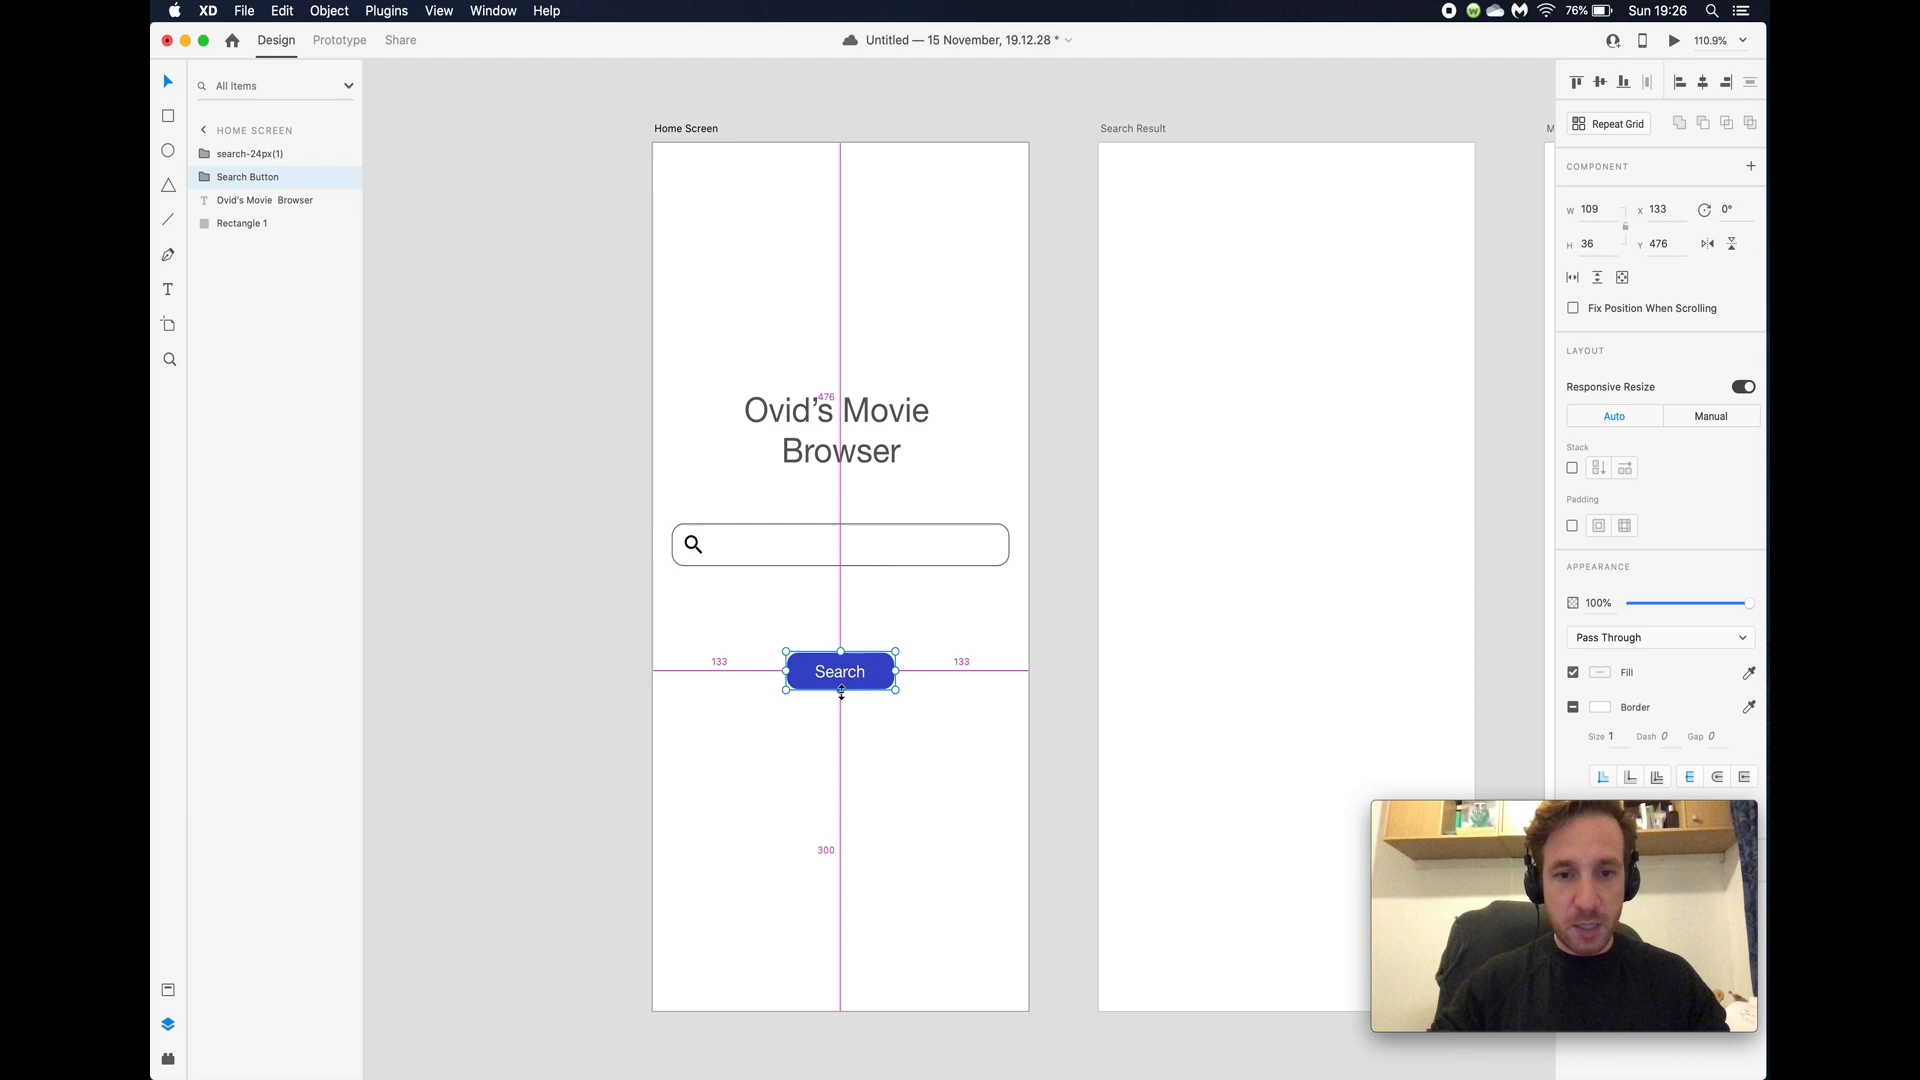 XD File Edit Object Plugins View Window Help
76% Sun 19:26
Design Prototype Share
Untitled — 15 November, 19.12.28 *
110.9%
All Items
HOME SCREEN
search-24px(1)
Search Button
Ovid's Movie Browser
Rectangle 1
Home Screen
Search Result
M
476
Ovid's Movie
Browser
133
133
Search
300
Repeat Grid
COMPONENT
W 109 X 133 0°
H 36 Y 476
Fix Position When Scrolling
LAYOUT
Responsive Resize
Auto Manual
Stack
Padding
APPEARANCE
100%
Pass Through
Fill
Border
Size 1 Dash 0 Gap 0